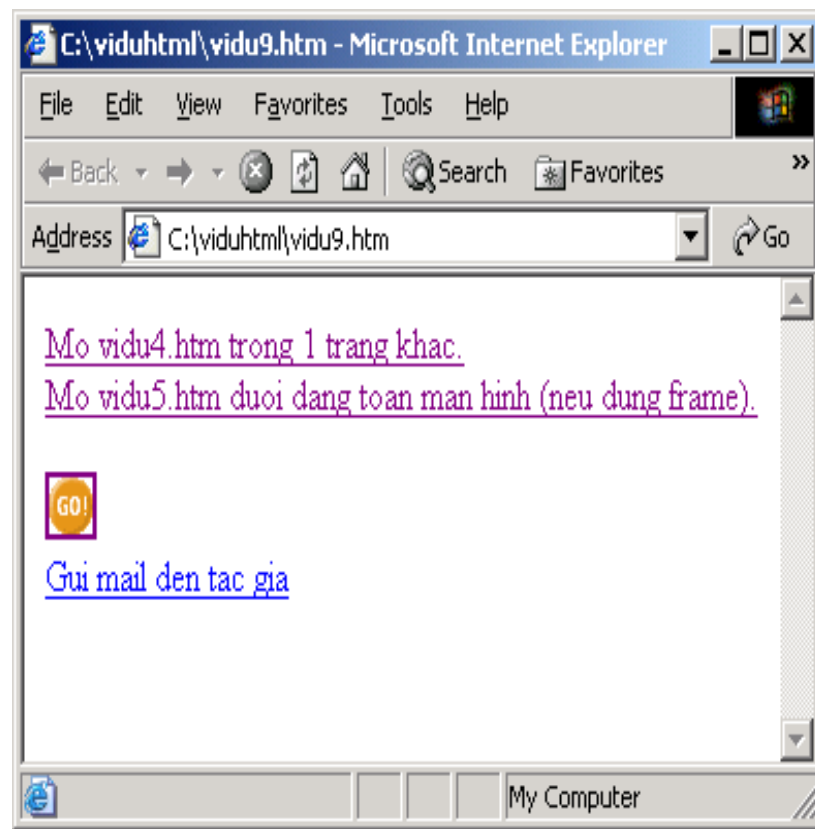 C:\viduhtml\vidu9.htm - Microsoft Internet Explorer
File Edit View Favorites Tools Help
Back Search Favorites »
Address C:\viduhtml\vidu9.htm Go
Mo vidu4.htm trong 1 trang khac.
Mo vidu5.htm duoi dang toan man hinh (neu dung frame).
GO!
Gui mail den tac gia
My Computer